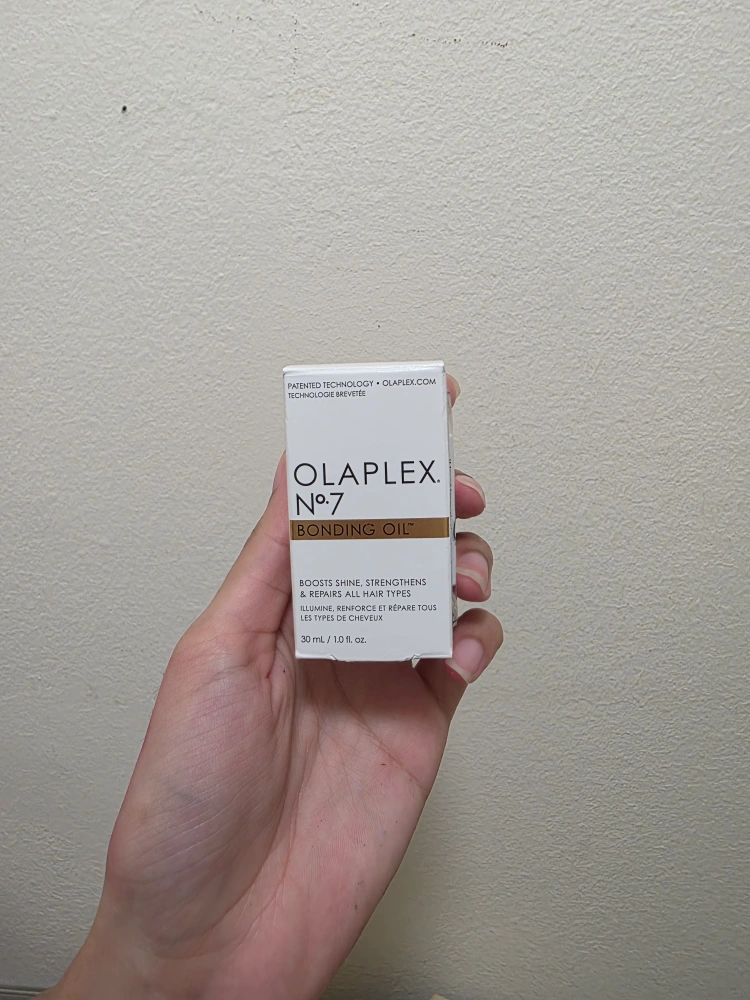 PATENTED TECHNOLOGY • OLAPLEX.COM
TECHNOLOGIE BREVETÉE
OLAPLEX.
Nº.7
BONDING OIL™
BOOSTS SHINE, STRENGTHENS
& REPAIRS ALL HAIR TYPES
ILLUMINE, RENFORCE ET RÉPARE TOUS
LES TYPES DE CHEVEUX
30 mL / 1.0 fl. oz.